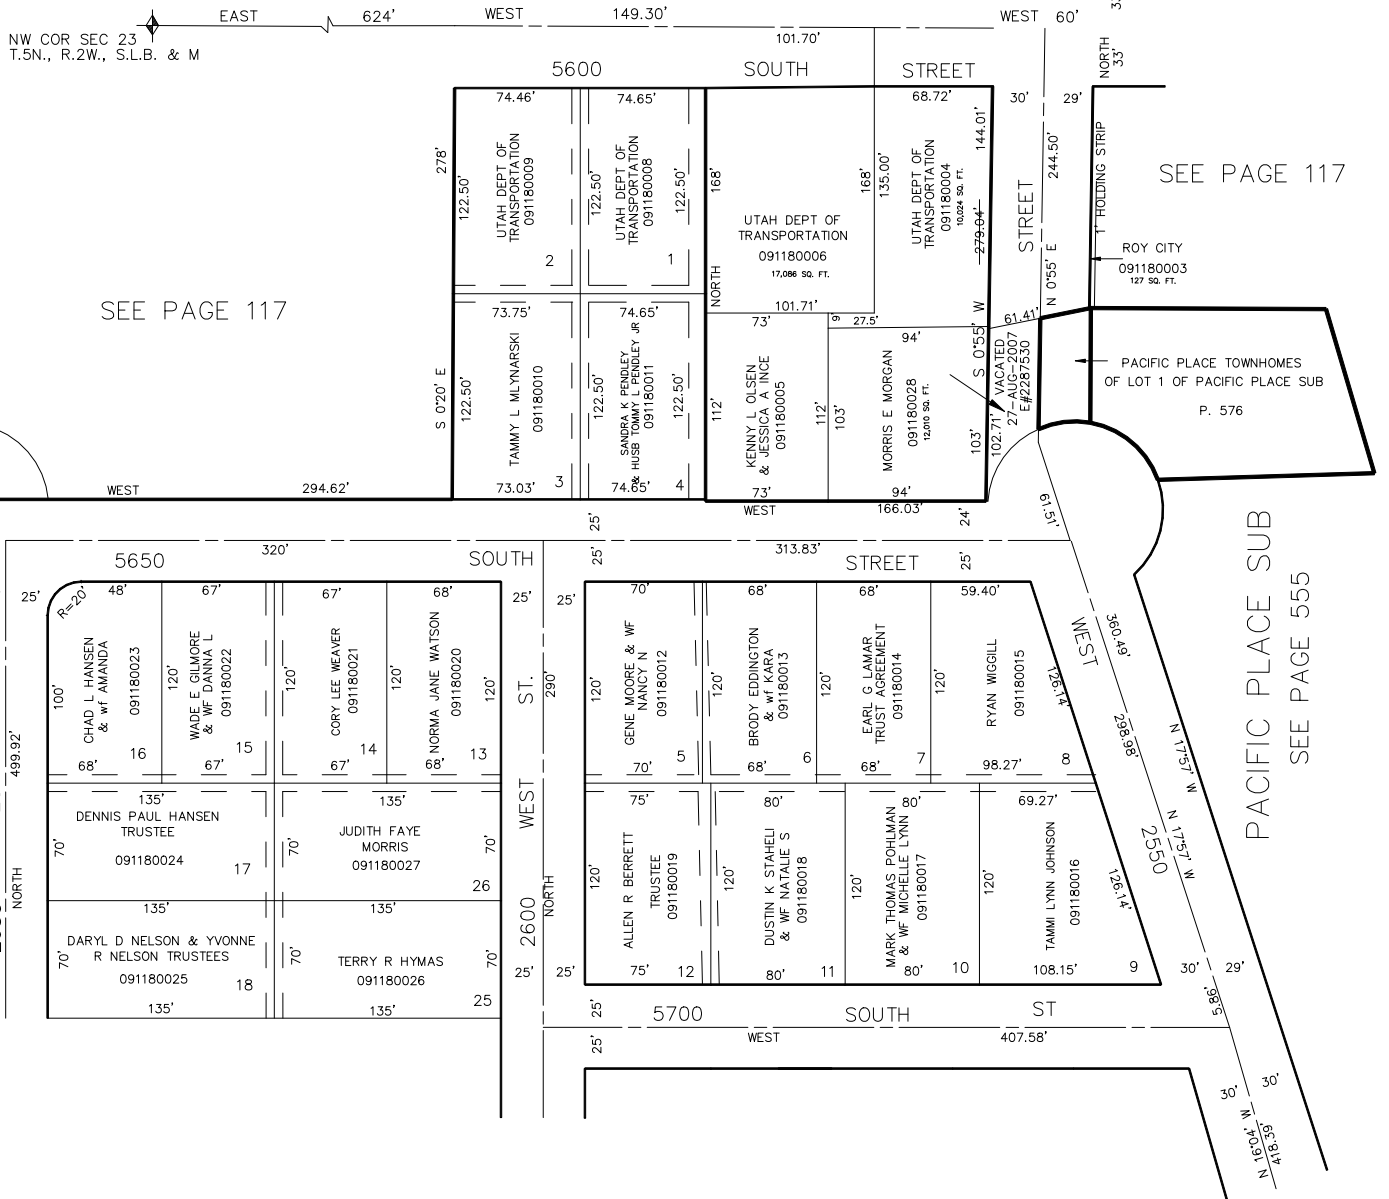 EAST 624' WEST 149.30' WEST 60'
NW COR SEC 23
T.5N., R.2W., S.L.B. & M
101.70'
NORTH
33'
5600 SOUTH STREET
74.46' 74.65' 68.72' 30' 29'
278'
122.50'
UTAH DEPT OF
TRANSPORTATION
091180009
2
122.50'
UTAH DEPT OF
TRANSPORTATION
091180008
122.50'
1
168'
NORTH
UTAH DEPT OF
TRANSPORTATION
091180006
17,086 SQ. FT.
101.71'
168'
135.00'
UTAH DEPT OF
TRANSPORTATION
091180004
10,024 SQ. FT.
144.01'
279.04'
S 0°55' W
STREET
244.50'
N 0°55' E
1' HOLDING STRIP
SEE PAGE 117
ROY CITY
091180003
127 SQ. FT.
SEE PAGE 117
73.75' 74.65' 73' 9' 27.5' 94' 61.41'
S 0°20' E
122.50'
TAMMY L MLYNARSKI
091180010
73.03' 3
122.50'
SANDRA K PENDLEY
& HUSB TOMMY L PENDLEY JR
091180011
122.50'
74.65' 4
112'
KENNY L OLSEN
& JESSICA A INCE
091180005
112'
73'
103'
MORRIS E MORGAN
091180028
12,010 SQ. FT.
103'
94'
102.71'
VACATED
27-AUG-2007
E#2287530
PACIFIC PLACE TOWNHOMES
OF LOT 1 OF PACIFIC PLACE SUB
P. 576
WEST 294.62' WEST 166.03'
25' 24' 61.51'
5650 320' SOUTH 25' 313.83' STREET 25'
25' R=20' 48' 67' 67' 68' 25' 25' 70' 68' 68' 59.40'
100'
CHAD L HANSEN
& wf AMANDA
091180023
68' 16
120'
WADE E GILMORE
& WF DANNA L
091180022
67' 15
120'
CORY LEE WEAVER
091180021
67' 14
120'
NORMA JANE WATSON
091180020
120'
68' 13
ST.
290'
120'
GENE MOORE & WF
NANCY N
091180012
70' 5
120'
BRODY EDDINGTON
& wf KARA
091180013
68' 6
120'
EARL G LAMAR
TRUST AGREEMENT
091180014
68' 7
120'
RYAN WIGGILL
091180015
98.27' 8
126.14'
WEST
360.49'
298.98'
N 17°57' W
N 17°57' W
2550
PACIFIC PLACE SUB
SEE PAGE 555
499.92'
NORTH
135'
DENNIS PAUL HANSEN
TRUSTEE
70'
091180024
17
135'
135'
JUDITH FAYE
MORRIS
70' 70'
091180027
26
135'
DARYL D NELSON & YVONNE
R NELSON TRUSTEES
70'
091180025
18
135'
TERRY R HYMAS
70' 70'
091180026
25
135'
2600 WEST
NORTH
25' 25'
75'
120'
ALLEN R BERRETT
TRUSTEE
091180019
75' 12
80'
120'
DUSTIN K STAHELI
& WF NATALIE S
091180018
80' 11
80'
120'
MARK THOMAS POHLMAN
& WF MICHELLE LYNN
091180017
80' 10
69.27'
120'
TAMMI LYNN JOHNSON
091180016
108.15' 9
126.14'
30' 29'
5.86'
25' 5700 SOUTH ST
25' WEST 407.58'
30' 30'
N 16°04' W
418.39'